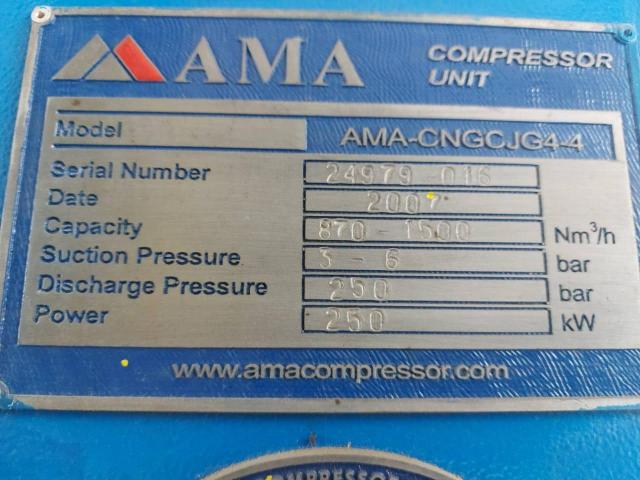 AMA COMPRESSOR
UNIT
Model AMA-CNGCJG4-4
Serial Number 24979-016
Date 2007
Capacity 870 - 1500 Nm³/h
Suction Pressure 3 - 6 bar
Discharge Pressure 250 bar
Power 250 kW
www.amacompressor.com
COMPRESSOR